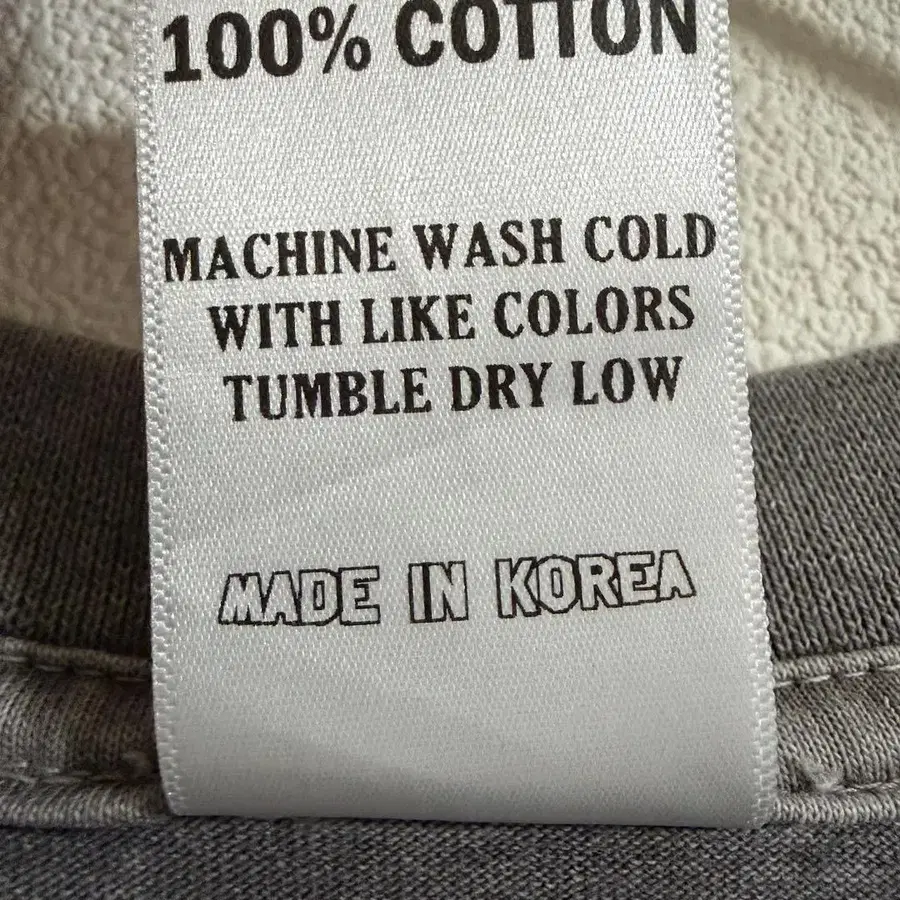 100% COTTON
MACHINE WASH COLD
WITH LIKE COLORS
TUMBLE DRY LOW
MADE IN KOREA